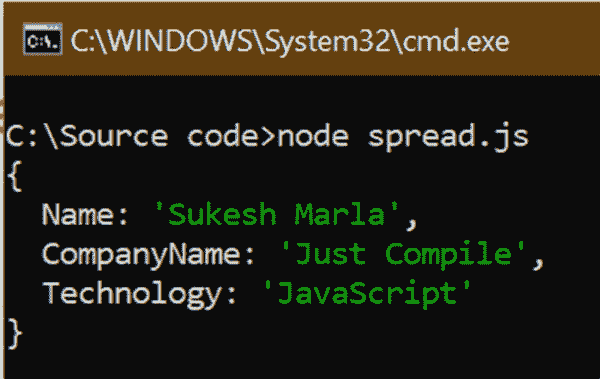 C:\WINDOWS\System32\cmd.exe
C:\Source code>node spread.js
{
  Name: 'Sukesh Marla',
  CompanyName: 'Just Compile',
  Technology: 'JavaScript'
}